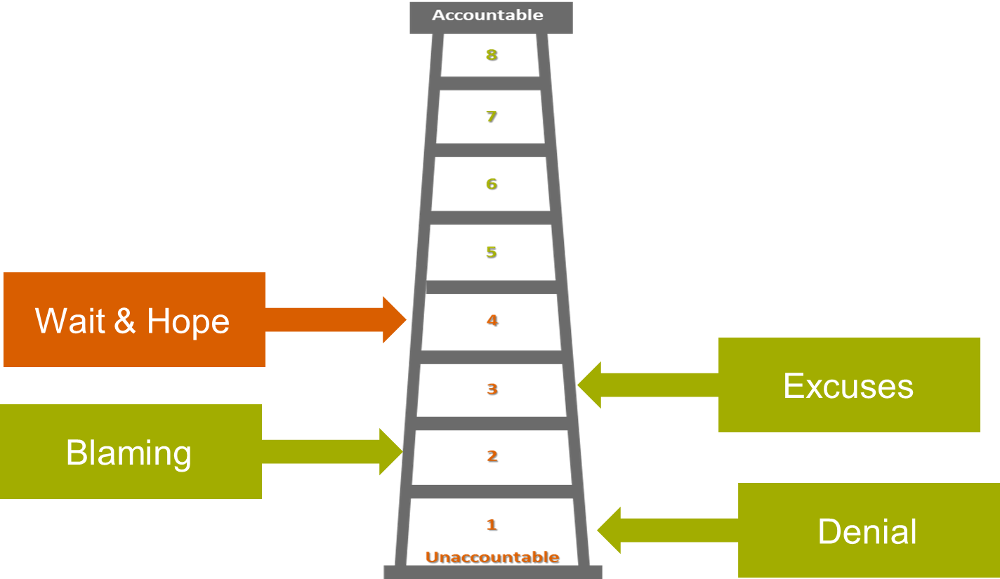 Accountable
8
7
6
5
Wait & Hope
4
3
Excuses
Blaming
2
1
Denial
Unaccountable